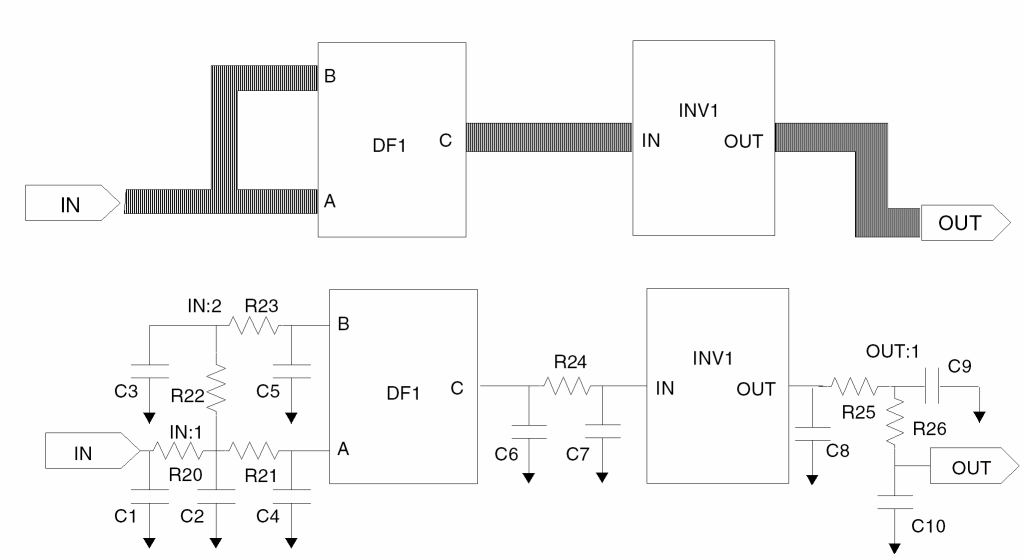 B
DF1
C
A
IN
INV1
IN
OUT
OUT
IN:2
R23
B
C3
R22
C5
IN:1
IN
R20
R21
A
C1
C2
C4
DF1
C
R24
C6
C7
INV1
IN
OUT
OUT:1
C9
R25
R26
C8
OUT
C10